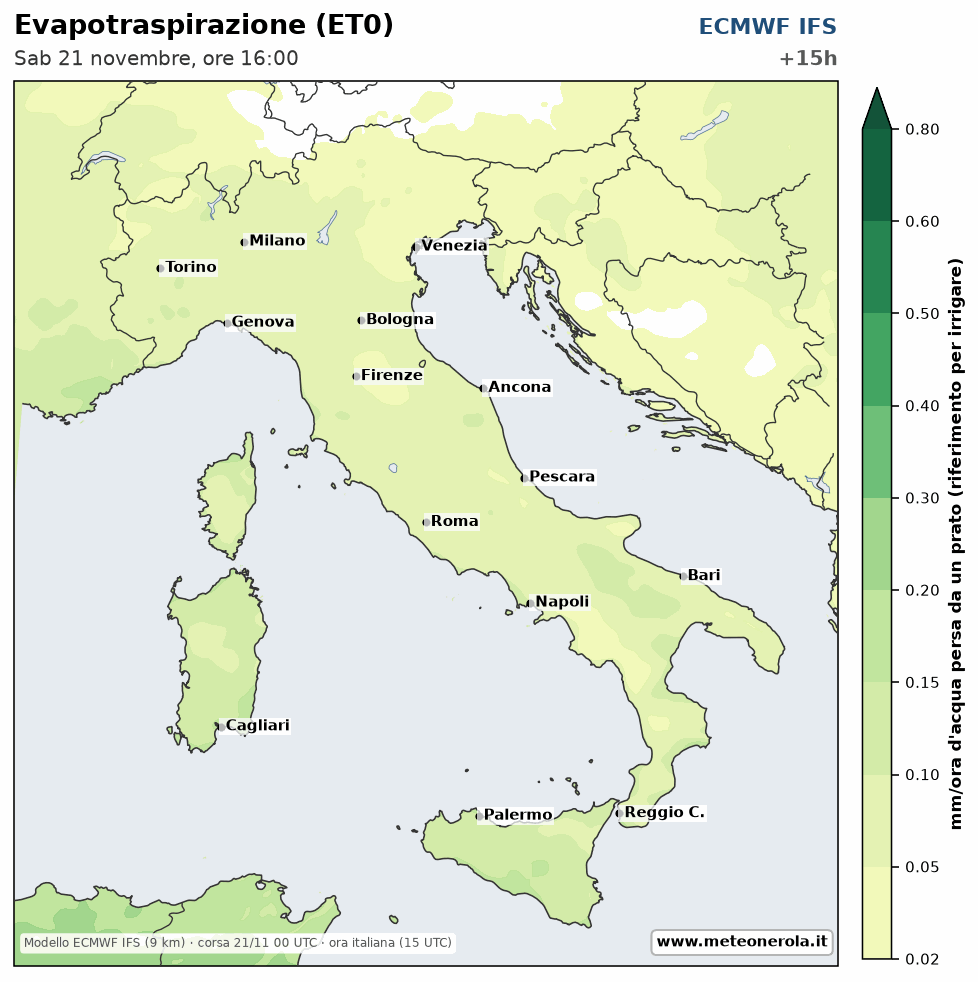 Evapotraspirazione (ET0)
ECMWF IFS
Sab 21 novembre, ore 16:00
+15h
Milano
Venezia
Torino
Genova
Bologna
Firenze
Ancona
Pescara
Roma
Bari
Napoli
Cagliari
Palermo
Reggio C.
0.80
0.60
0.50
0.40
0.30
0.20
0.15
0.10
0.05
0.02
mm/ora d'acqua persa da un prato (riferimento per irrigare)
Modello ECMWF IFS (9 km) · corsa 21/11 00 UTC · ora italiana (15 UTC)
www.meteonerola.it